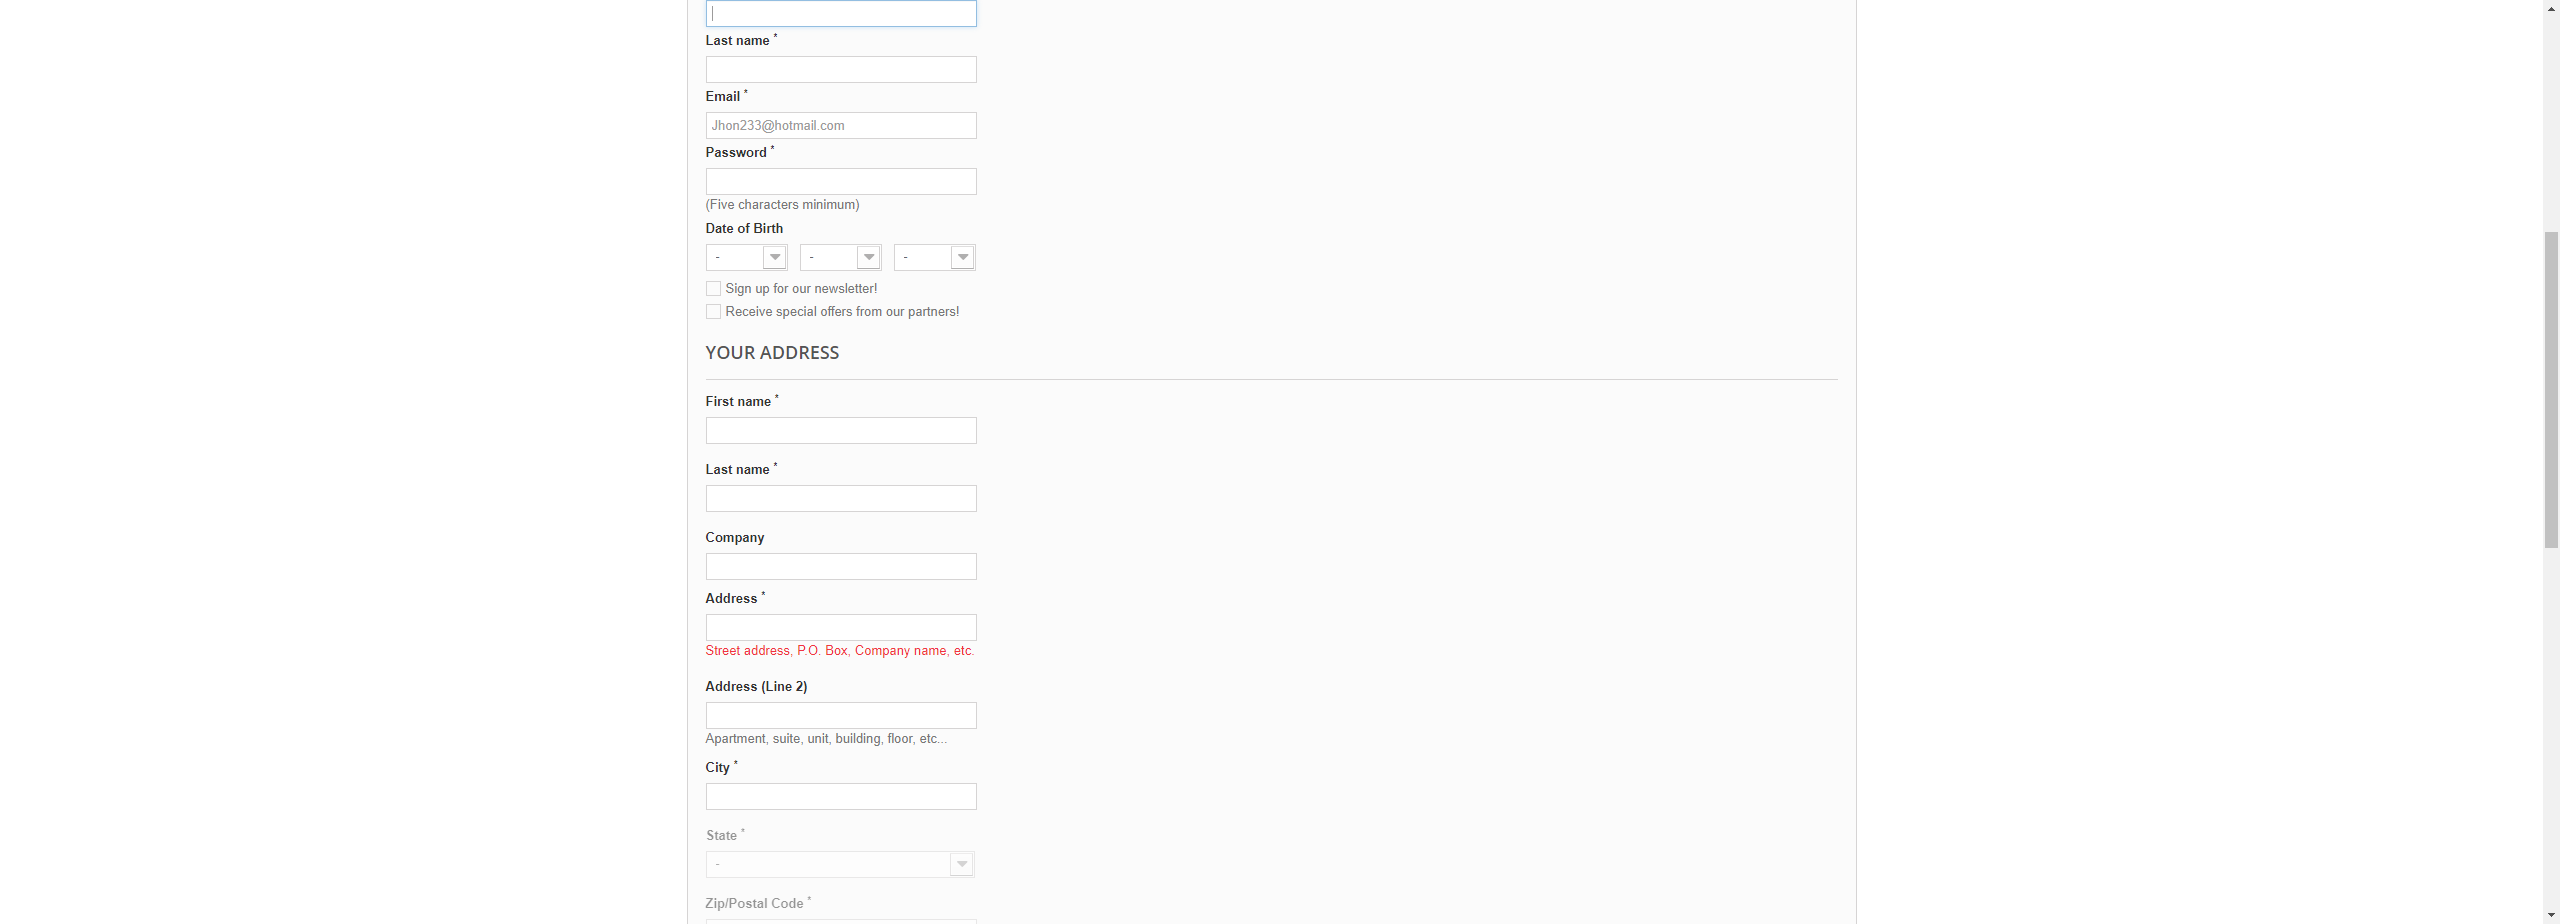 Last name *
Email *
Jhon233@hotmail.com
Password *
(Five characters minimum)
Date of Birth
- - -
Sign up for our newsletter!
Receive special offers from our partners!
YOUR ADDRESS
First name *
Last name *
Company
Address *
Street address, P.O. Box, Company name, etc.
Address (Line 2)
Apartment, suite, unit, building, floor, etc...
City *
State *
-
Zip/Postal Code *